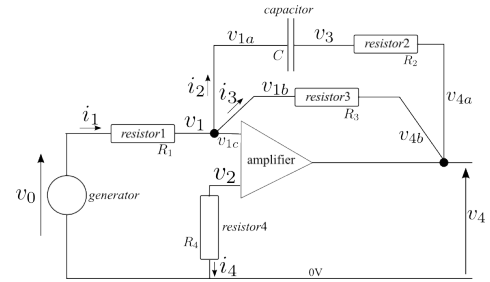 capacitor
v1a
C
v3
resistor2
R2
i2
i3
v1b
resistor3
R3
v4a
i1
resistor1
R1
v1
v1c
v4b
amplifier
v0
generator
v2
v4
R4
resistor4
i4
0V